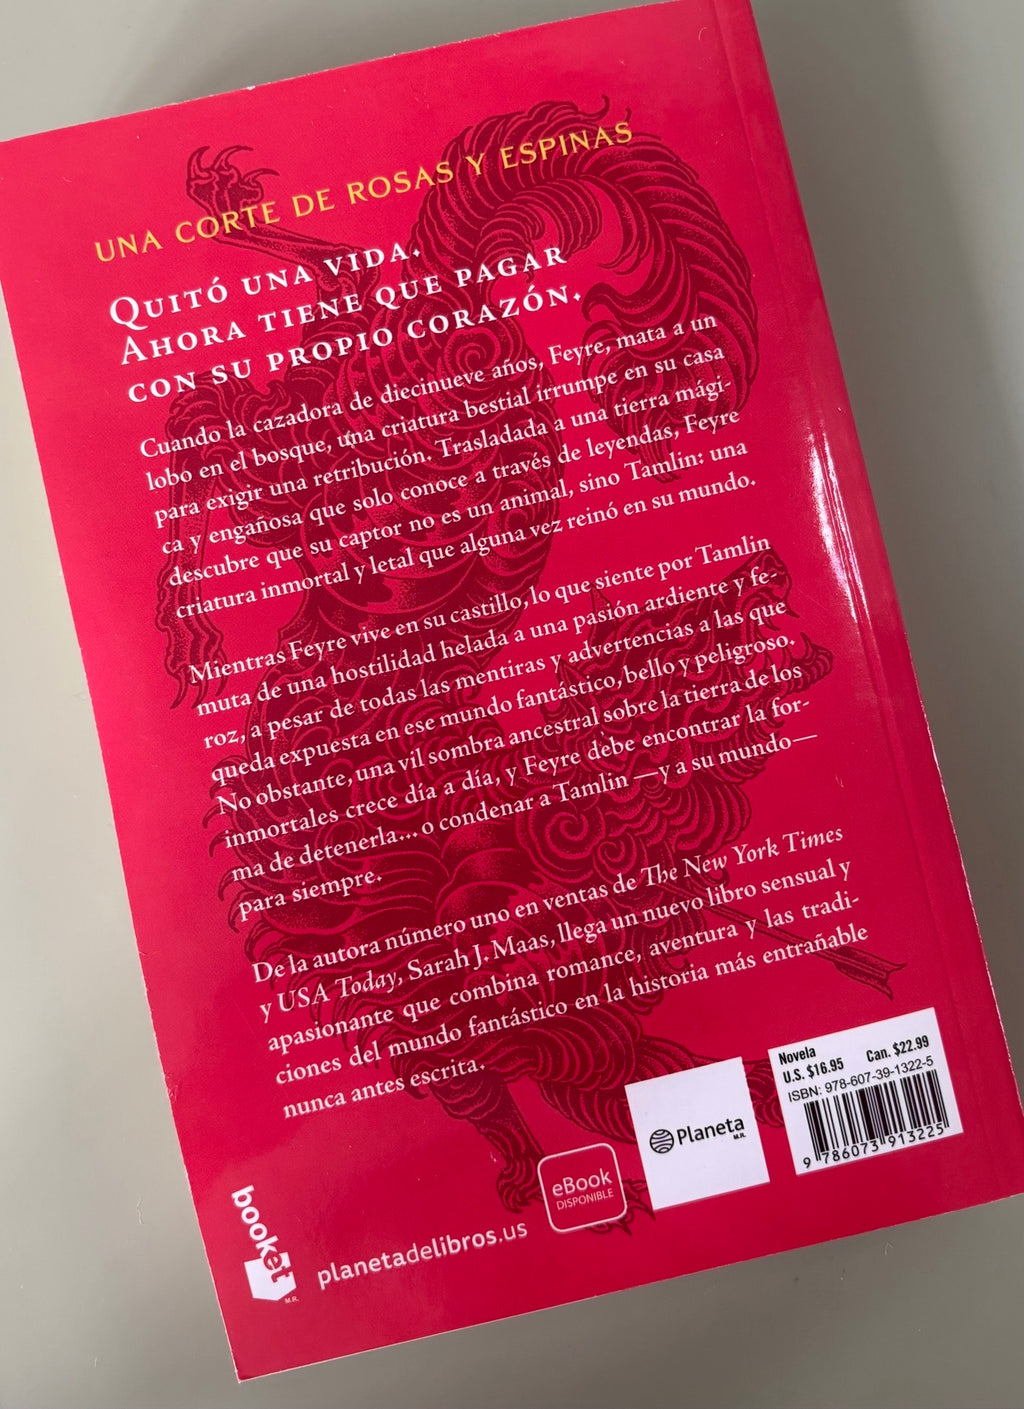 UNA CORTE DE ROSAS Y ESPINAS
QUITÓ UNA VIDA.
AHORA TIENE QUE PAGAR
CON SU PROPIO CORAZÓN.
Cuando la cazadora de diecinueve años, Feyre, mata a un
lobo en el bosque, una criatura bestial irrumpe en su casa
para exigir una retribución. Trasladada a una tierra mági-
ca y engañosa que solo conoce a través de leyendas, Feyre
descubre que su captor no es un animal, sino Tamlin: una
criatura inmortal y letal que alguna vez reinó en su mundo.
Mientras Feyre vive en su castillo, lo que siente por Tamlin
muta de una hostilidad helada a una pasión ardiente y fe-
roz, a pesar de todas las mentiras y advertencias a las que
queda expuesta en ese mundo fantástico, bello y peligroso.
No obstante, una vil sombra ancestral sobre la tierra de los
inmortales crece día a día, y Feyre debe encontrar la for-
ma de detenerla... o condenar a Tamlin —y a su mundo—
para siempre.
De la autora número uno en ventas de The New York Times
y USA Today, Sarah J. Maas, llega un nuevo libro sensual y
apasionante que combina romance, aventura y las tradi-
ciones del mundo fantástico en la historia más entrañable
nunca antes escrita.
Novela
U.S. $16.95 Can. $22.99
ISBN: 978-607-39-1322-5
9 786073 913225
Planeta
M.R.
eBook
DISPONIBLE
planetadelibros.us
booket
M.R.